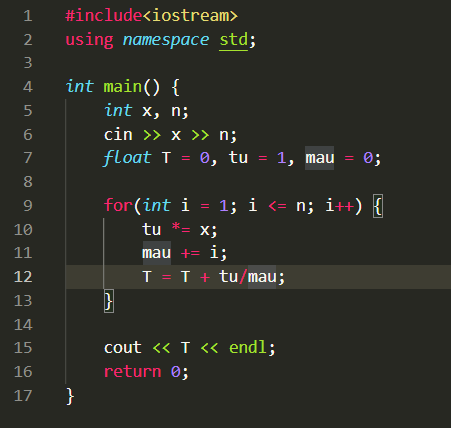 1 #include<iostream>
2 using namespace std;
3
4 int main() {
5 int x, n;
6 cin >> x >> n;
7 float T = 0, tu = 1, mau = 0;
8
9 for(int i = 1; i <= n; i++) {
10 tu *= x;
11 mau += i;
12 T = T + tu/mau;
13 }
14
15 cout << T << endl;
16 return 0;
17 }